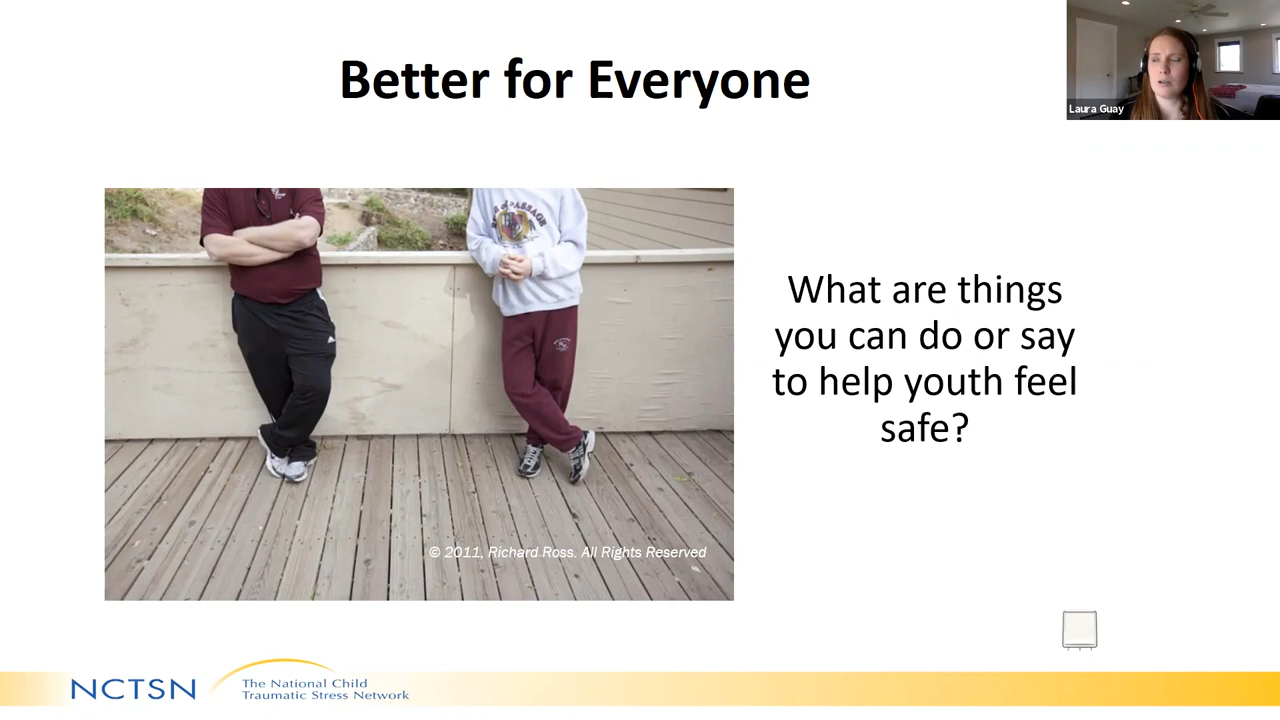 Better for Everyone
Laura Guay
PASSAGE
What are things
you can do or say
to help youth feel
safe?
© 2011, Richard Ross. All Rights Reserved
NCTSN
The National Child
Traumatic Stress Network